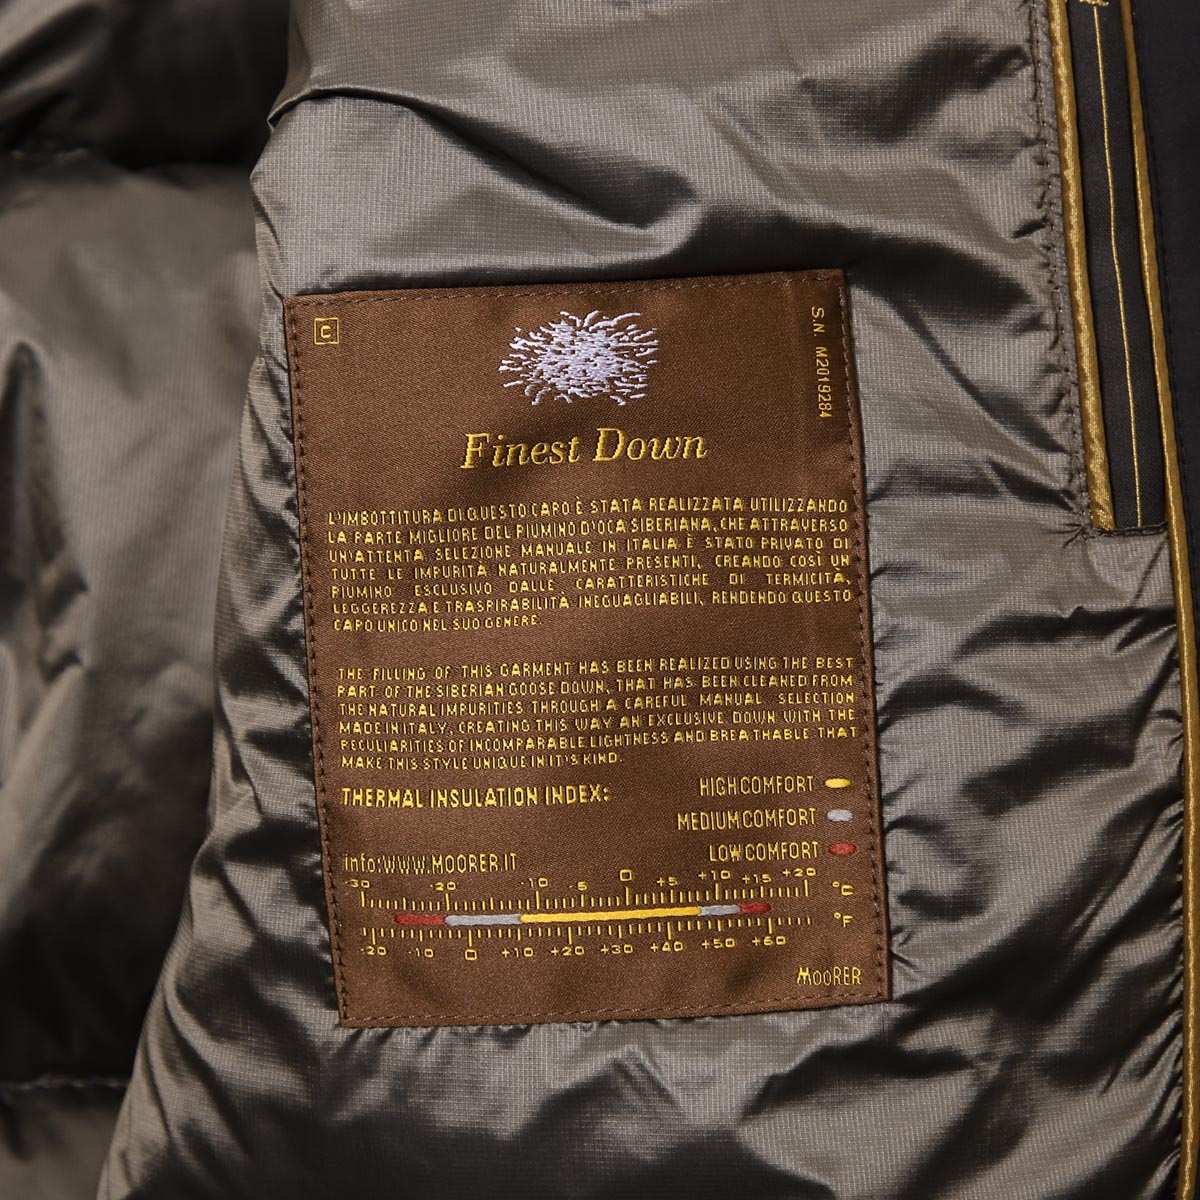 U
S.N. M2019284
Finest Down
L'IMBOTTITURA DI QUESTO CAPO È STATA REALIZZATA UTILIZZANDO
LA PARTE MIGLIORE DEL PIUMINO D'OCA SIBERIANA, CHE ATTRAVERSO
UN'ATTENTA SELEZIONE MANUALE IN ITALIA È STATO PRIVATO DI
TUTTE LE IMPURITÀ NATURALMENTE PRESENTI, CREANDO COSÌ UN
PIUMINO ESCLUSIVO DALLE CARATTERISTICHE DI TERMICITÀ,
LEGGEREZZA E TRASPIRABILITÀ INEGUAGLIABILI, RENDENDO QUESTO
CAPO UNICO NEL SUO GENERE.
THE FILLING OF THIS GARMENT HAS BEEN REALIZED USING THE BEST
PART OF THE SIBERIAN GOOSE DOWN, THAT HAS BEEN CLEANED FROM
THE NATURAL IMPURITIES THROUGH A CAREFUL MANUAL SELECTION
MADE IN ITALY, CREATING THIS WAY AN EXCLUSIVE DOWN WITH THE
PECULIARITIES OF INCOMPARABLE LIGHTNESS AND BREATHABLE THAT
MAKE THIS STYLE UNIQUE IN IT'S KIND.
THERMAL INSULATION INDEX: HIGH COMFORT
MEDIUM COMFORT
LOW COMFORT
info:WWW.MOORER.IT
-30 -20 -10 -5 0 +5 +10 +15 +20 °C
°F
-20 -10 0 +10 +20 +30 +40 +50 +60
MOORER